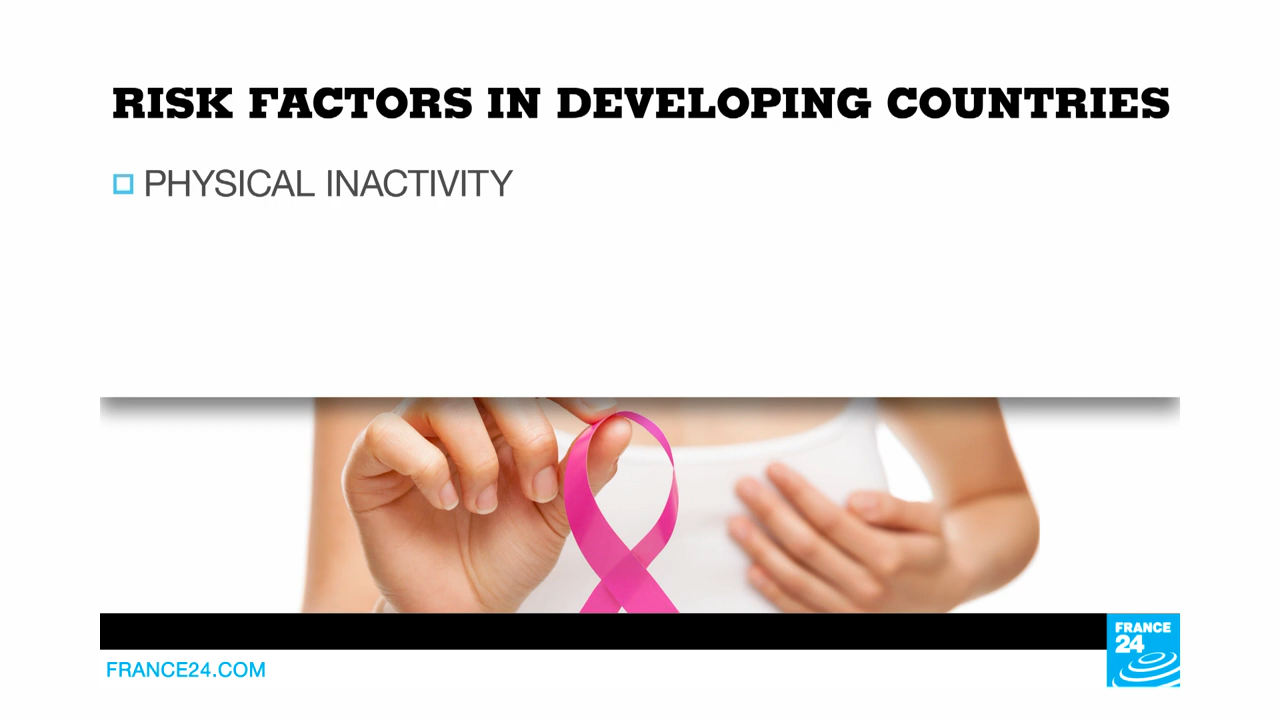 RISK FACTORS IN DEVELOPING COUNTRIES
PHYSICAL INACTIVITY
FRANCE
24
FRANCE24.COM